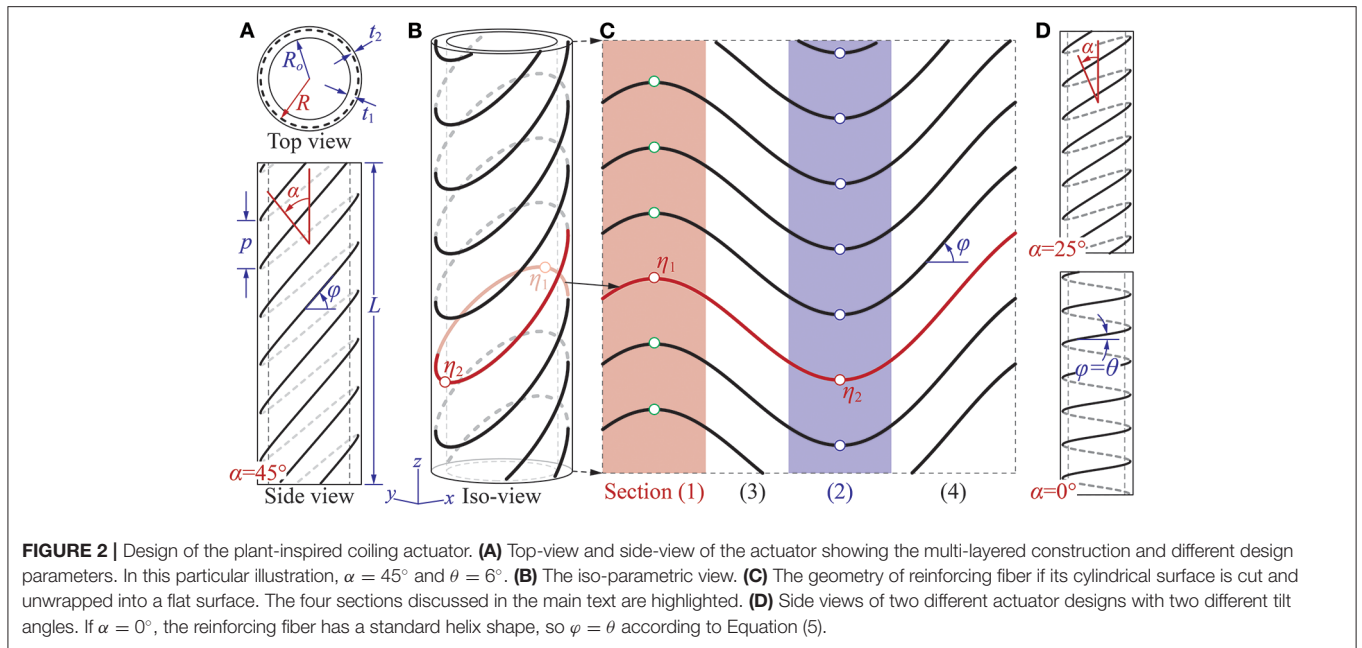 A
t2
Ro
R
t1
Top view
α
p
φ
L
α=45°
Side view
B
η1
η2
z
y
x
Iso-view
C
η1
φ
η2
Section (1)
(3)
(2)
(4)
D
α
α=25°
φ=θ
α=0°
FIGURE 2 | Design of the plant-inspired coiling actuator. (A) Top-view and side-view of the actuator showing the multi-layered construction and different design
parameters. In this particular illustration, α = 45° and θ = 6°. (B) The iso-parametric view. (C) The geometry of reinforcing fiber if its cylindrical surface is cut and
unwrapped into a flat surface. The four sections discussed in the main text are highlighted. (D) Side views of two different actuator designs with two different tilt
angles. If α = 0°, the reinforcing fiber has a standard helix shape, so φ = θ according to Equation (5).